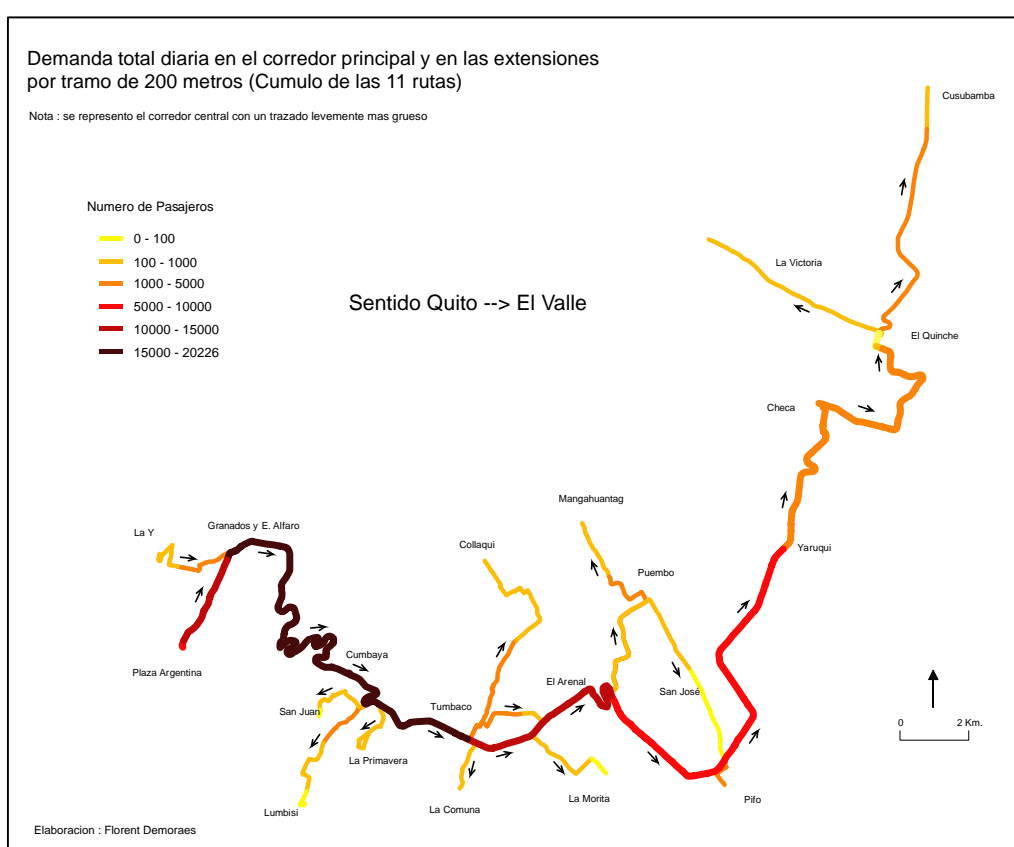 Demanda total diaria en el corredor principal y en las extensiones
por tramo de 200 metros (Cumulo de las 11 rutas)
Nota : se represento el corredor central con un trazado levemente mas grueso
Cusubamba
Numero de Pasajeros
0 - 100
100 - 1000
1000 - 5000
5000 - 10000
10000 - 15000
15000 - 20226
La Victoria
Sentido Quito --> El Valle
El Quinche
Checa
Mangahuantag
Granados y E. Alfaro
La Y
Collaqui
Yaruqui
Puembo
Cumbaya
Plaza Argentina
El Arenal
San José
San Juan
Tumbaco
0 2 Km.
La Primavera
La Morita
Pifo
Lumbisi
La Comuna
Elaboracion : Florent Demoraes